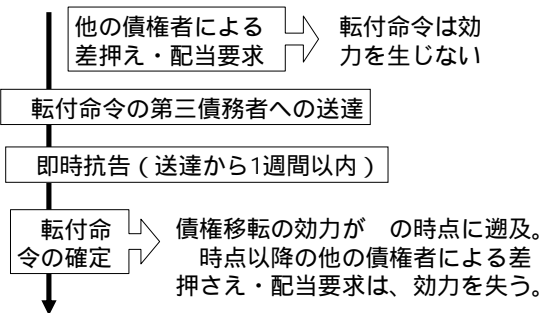 他の債権者による
差押え・配当要求
転付命令は効
力を生じない
転付命令の第三債務者への送達
即時抗告（送達から1週間以内）
転付命
令の確定
債権移転の効力が　の時点に遡及。
時点以降の他の債権者による差
押さえ・配当要求は、効力を失う。